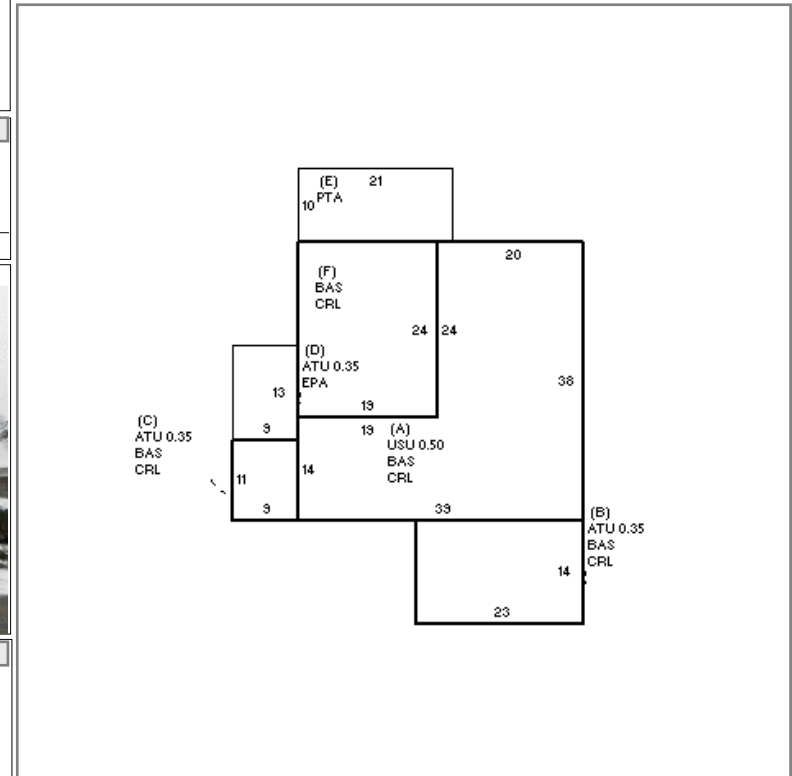 (E)
21
10
PTA
20
(F)
BAS
CRL
24
24
(D)
ATU 0.35
EPA
38
13
19
9
19
(A)
USU 0.50
BAS
CRL
(C)
ATU 0.35
BAS
CRL
14
11
9
39
(B)
ATU 0.35
BAS
CRL
14
23